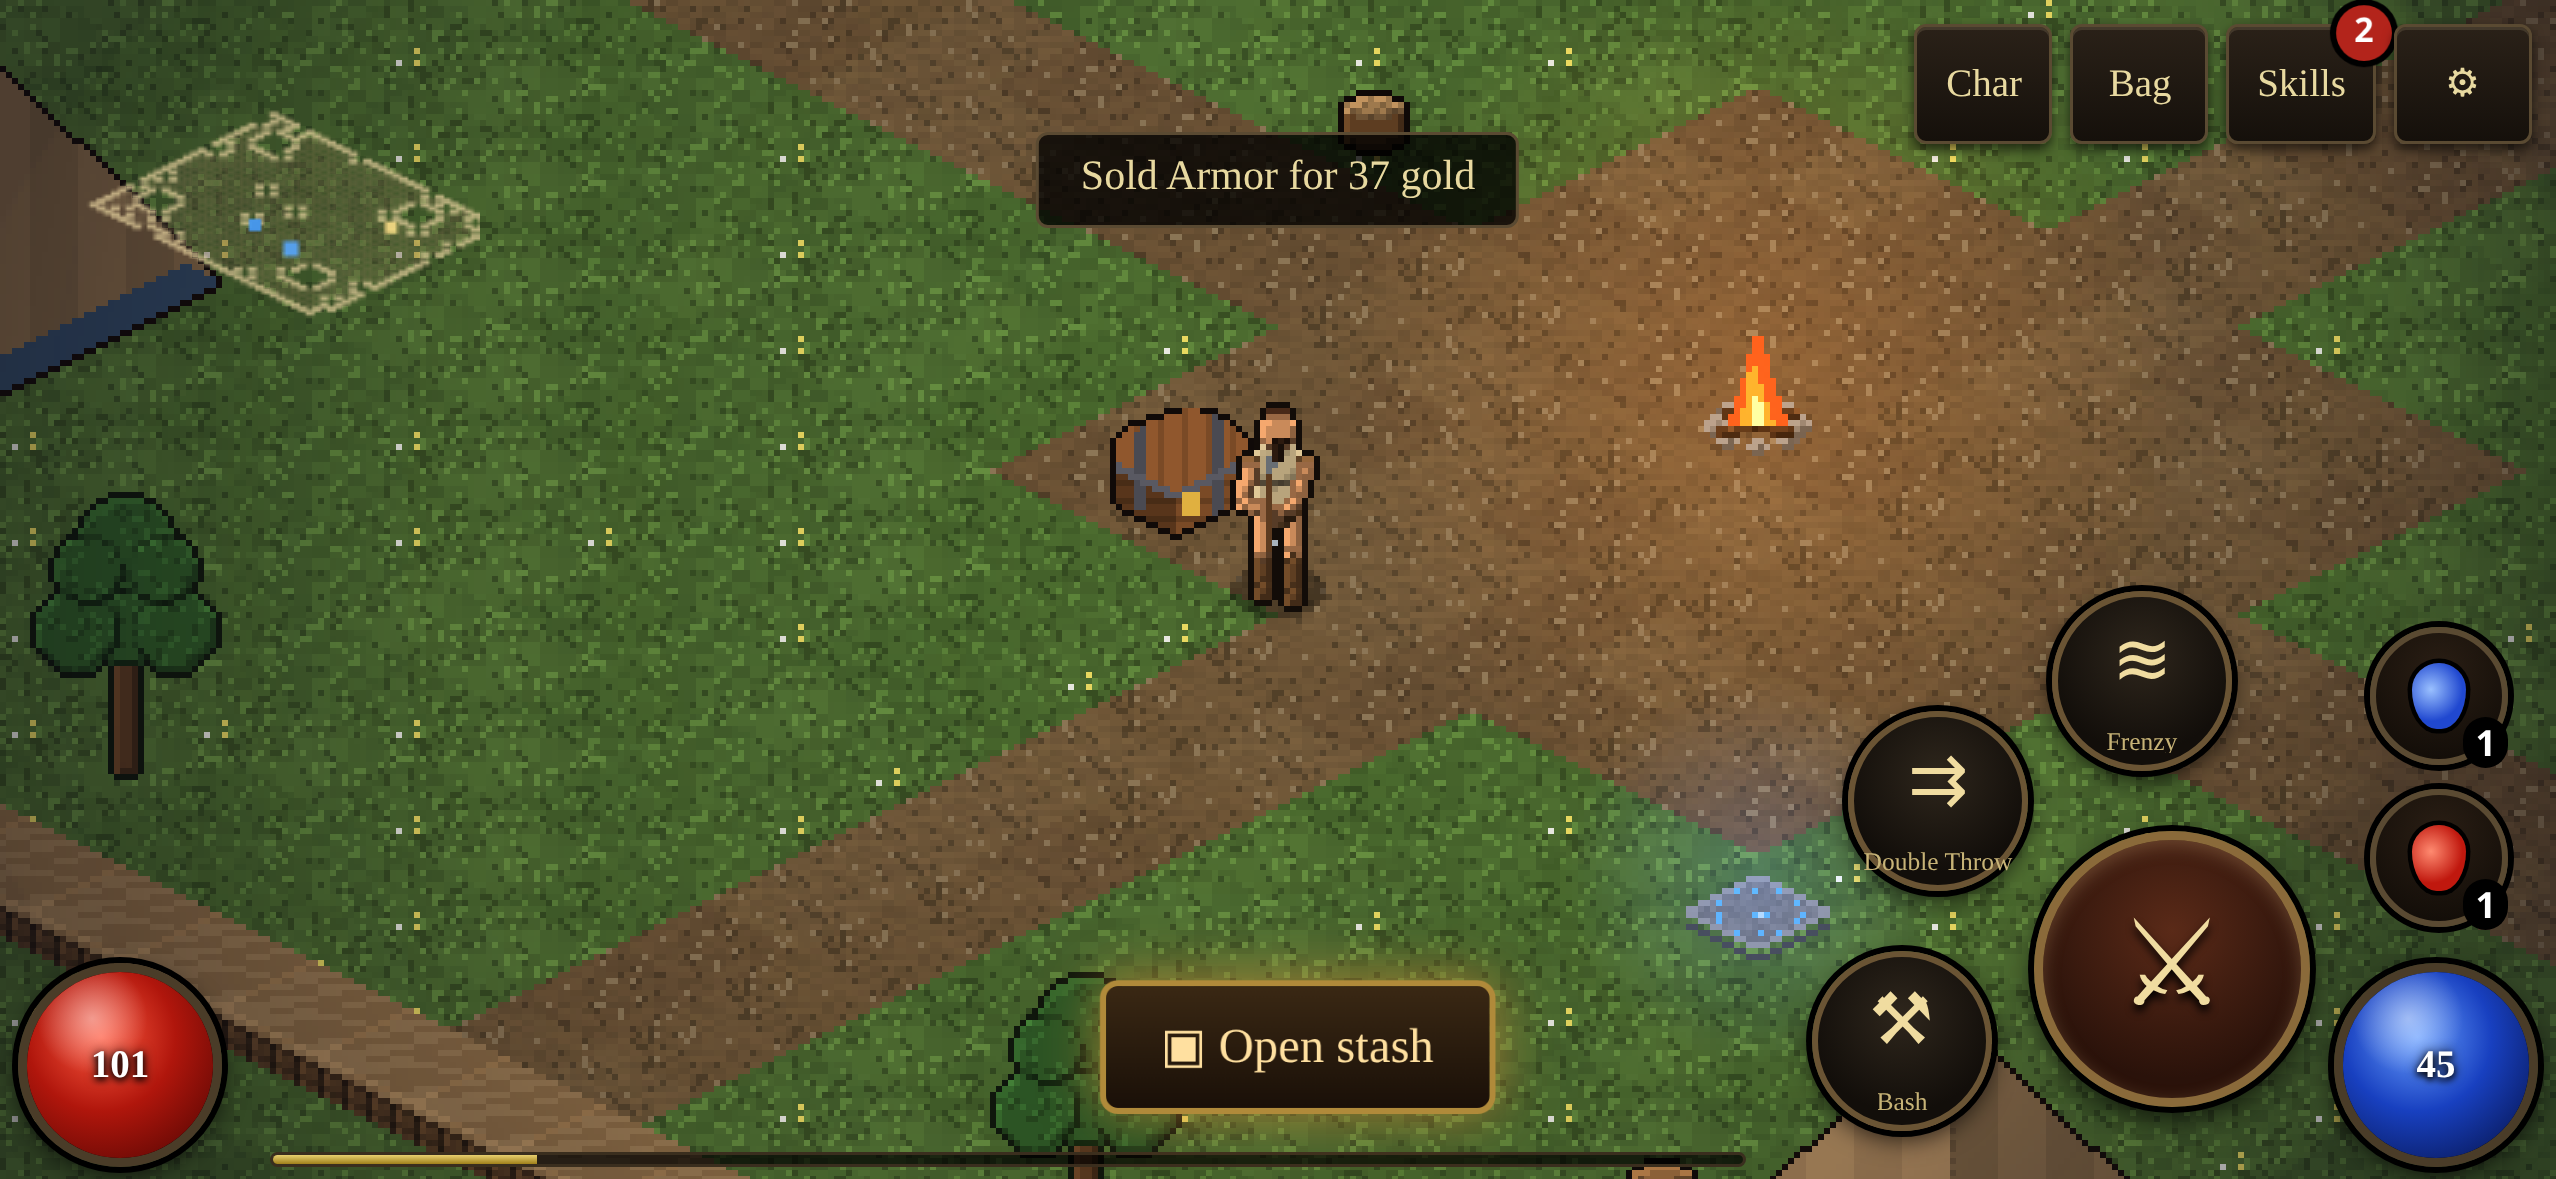 Char
Bag
Skills
2
Sold Armor for 37 gold
Frenzy
1
Double Throw
1
Open stash
Bash
101
45